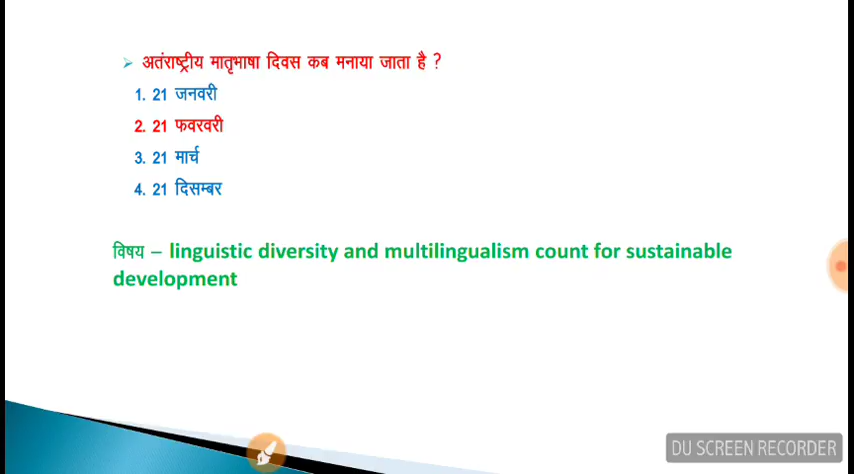 ➢ अतंराष्ट्रीय मातृभाषा दिवस कब मनाया जाता है ?
1. 21 जनवरी
2. 21 फवरवरी
3. 21 मार्च
4. 21 दिसम्बर
विषय – linguistic diversity and multilingualism count for sustainable
development
DU SCREEN RECORDER